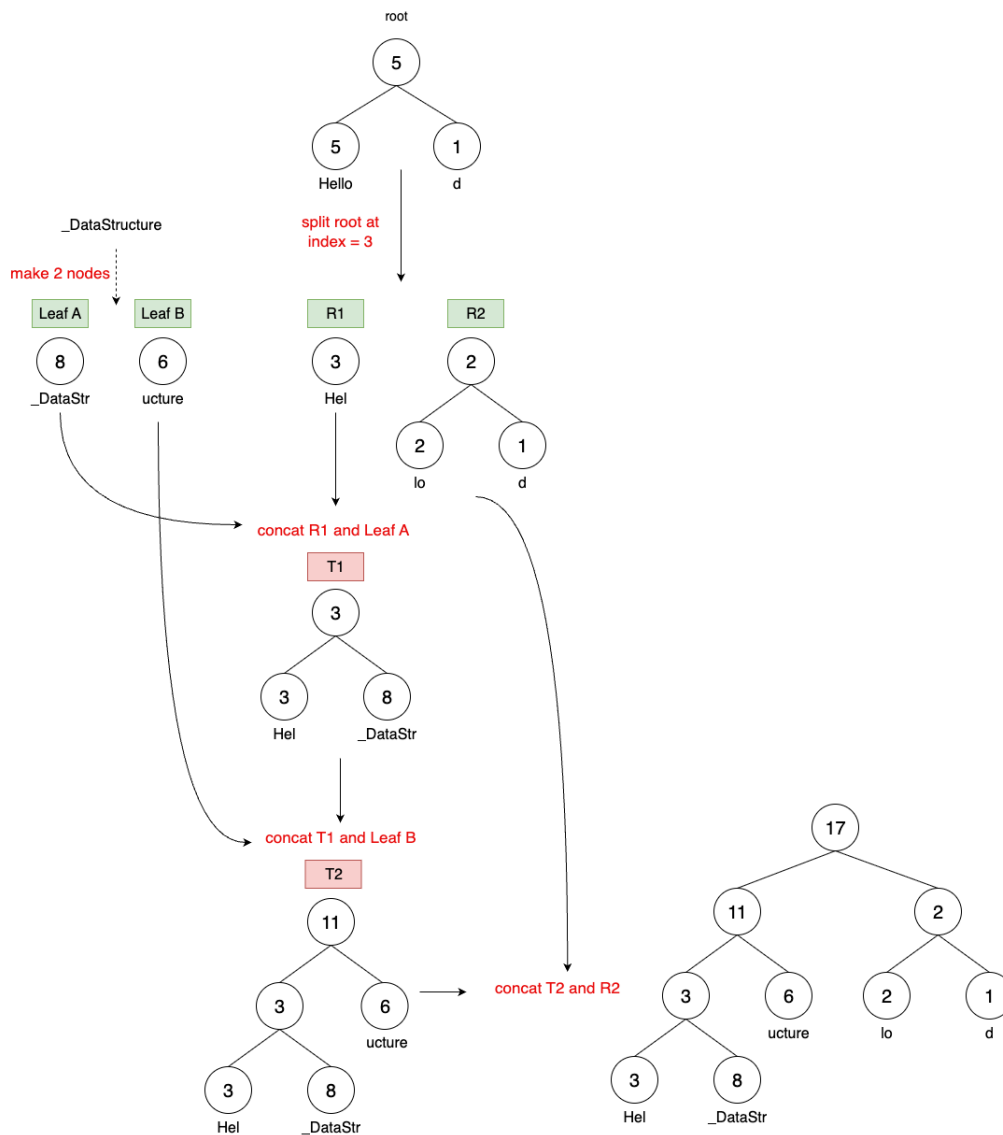 root
5
5
1
Hello
d
split root at
index = 3
_DataStructure
make 2 nodes
Leaf A
Leaf B
R1
R2
8
6
3
2
_DataStr
ucture
Hel
2
1
lo
d
concat R1 and Leaf A
T1
3
3
8
Hel
_DataStr
concat T1 and Leaf B
T2
11
3
6
ucture
3
8
Hel
_DataStr
concat T2 and R2
17
11
2
3
6
2
1
ucture
lo
d
3
8
Hel
_DataStr